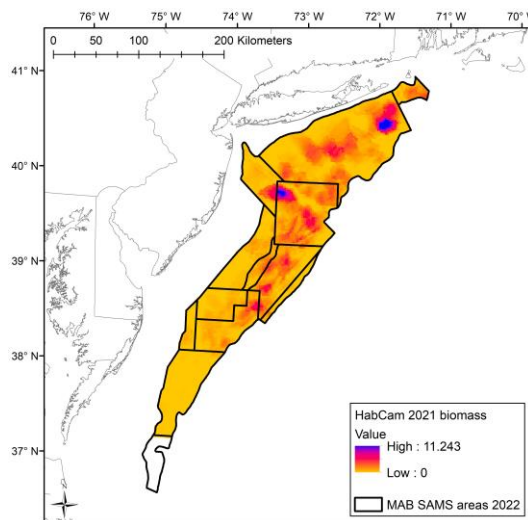 76° W 75° W 74° W 73° W 72° W 71° W 70° W
0 50 100 200 Kilometers
41° N
40° N
39° N
38° N
37° N
HabCam 2021 biomass
Value
High : 11.243
Low : 0
MAB SAMS areas 2022